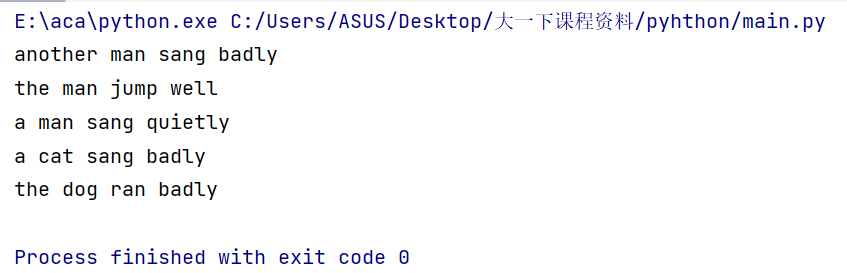 E:\aca\python.exe C:/Users/ASUS/Desktop/大一下课程资料/pyhthon/main.py
another man sang badly
the man jump well
a man sang quietly
a cat sang badly
the dog ran badly
Process finished with exit code 0